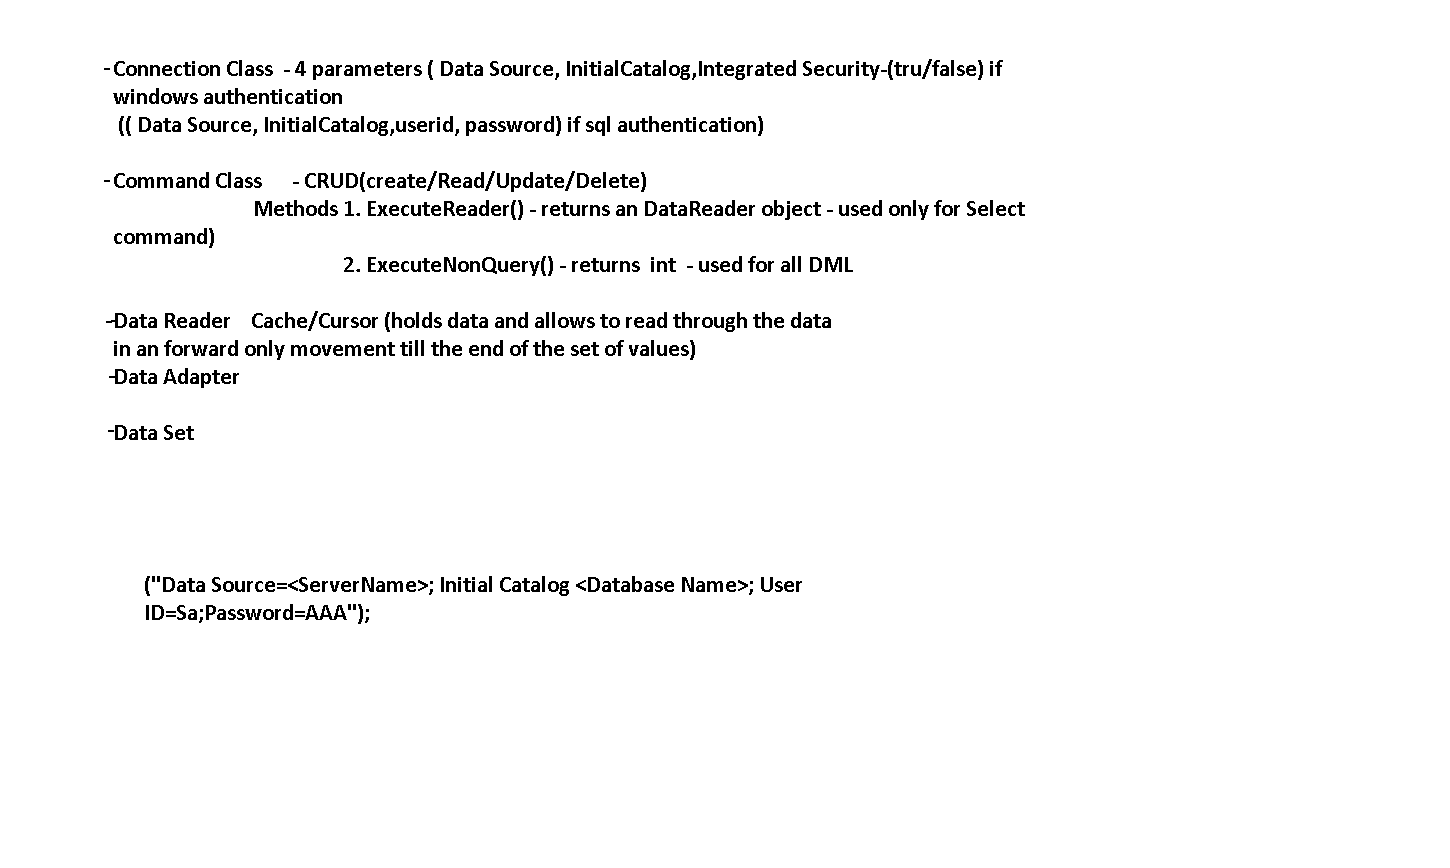 -Connection Class  - 4 parameters ( Data Source, InitialCatalog,Integrated Security-(tru/false) if
windows authentication
(( Data Source, InitialCatalog,userid, password) if sql authentication)
-Command Class     - CRUD(create/Read/Update/Delete)
Methods 1. ExecuteReader() - returns an DataReader object - used only for Select
command)
2. ExecuteNonQuery() - returns  int  - used for all DML
-Data Reader    Cache/Cursor (holds data and allows to read through the data
in an forward only movement till the end of the set of values)
-Data Adapter
-Data Set
("Data Source=<ServerName>; Initial Catalog <Database Name>; User
ID=Sa;Password=AAA");